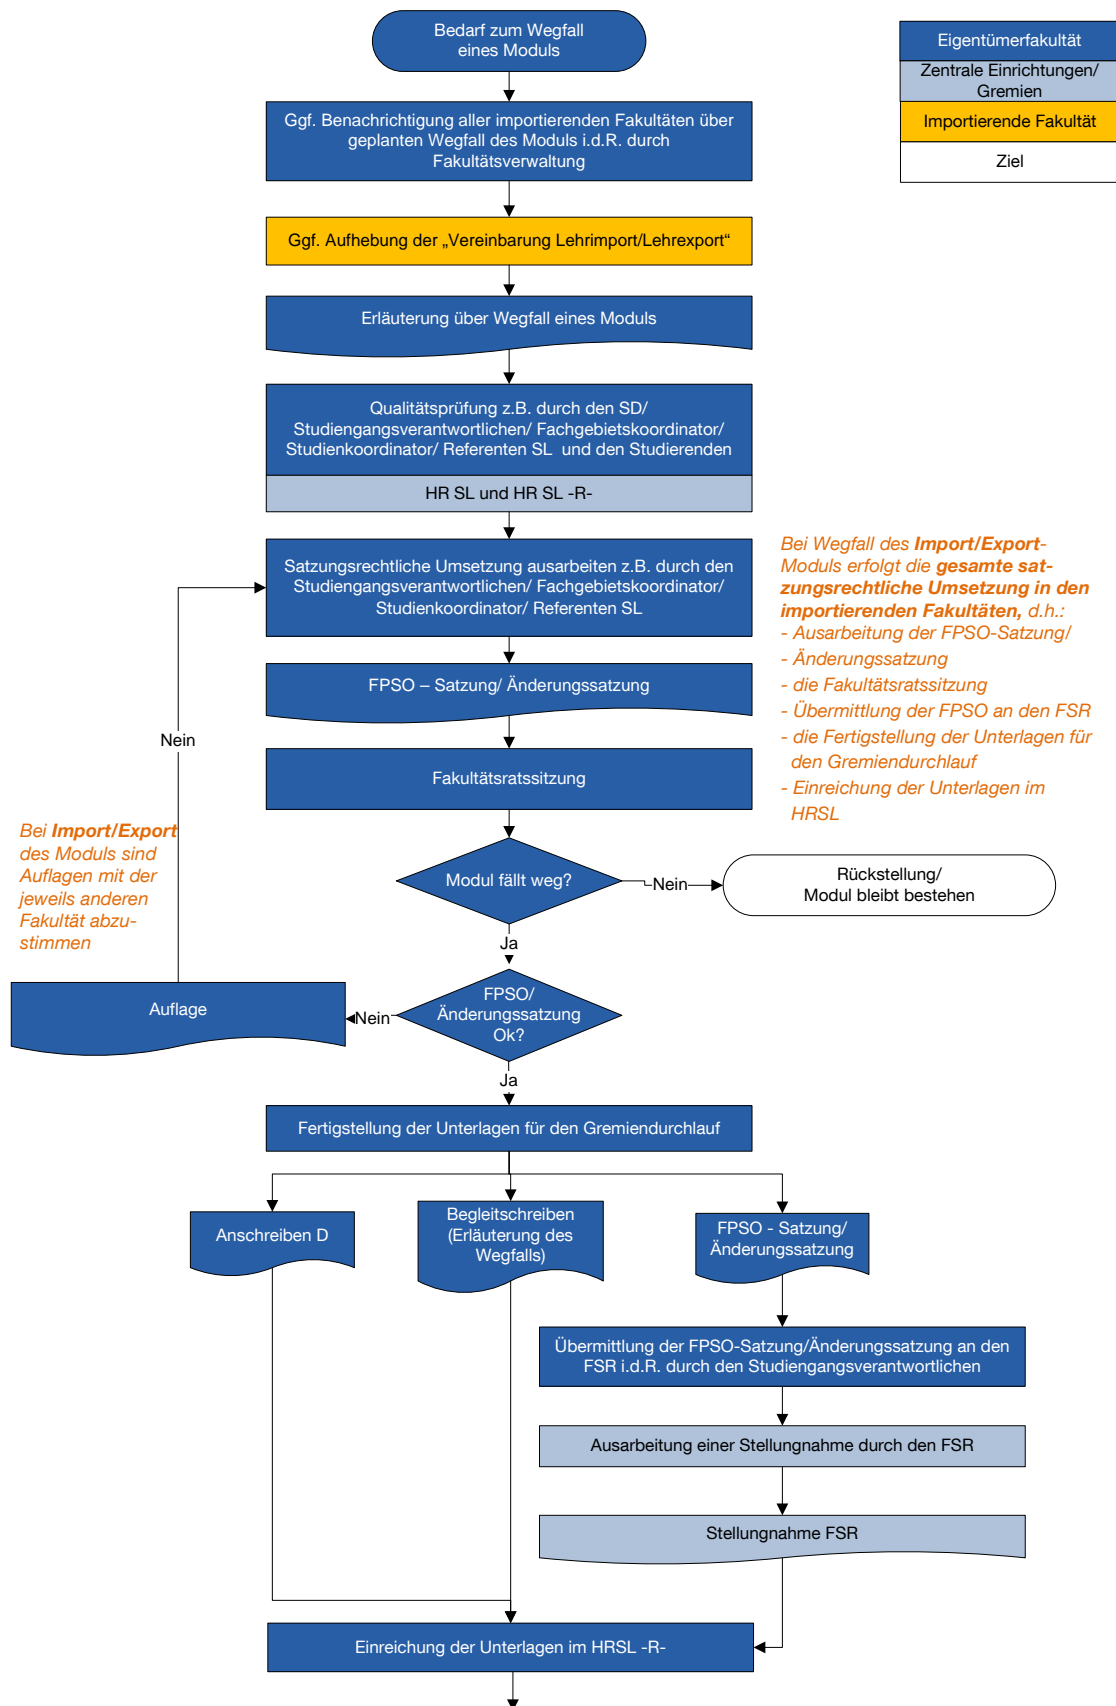 Bedarf zum Wegfall
eines Moduls
Eigentümerfakultät
Zentrale Einrichtungen/
Gremien
Importierende Fakultät
Ziel
Ggf. Benachrichtigung aller importierenden Fakultäten über
geplanten Wegfall des Moduls i.d.R. durch
Fakultätsverwaltung
Ggf. Aufhebung der „Vereinbarung Lehrimport/Lehrexport“
Erläuterung über Wegfall eines Moduls
Qualitätsprüfung z.B. durch den SD/
Studiengangsverantwortlichen/ Fachgebietskoordinator/
Studienkoordinator/ Referenten SL und den Studierenden
HR SL und HR SL -R-
Satzungsrechtliche Umsetzung ausarbeiten z.B. durch den
Studiengangsverantwortlichen/ Fachgebietskoordinator/
Studienkoordinator/ Referenten SL
Bei Wegfall des Import/Export-
Moduls erfolgt die gesamte sat-
zungsrechtliche Umsetzung in den
importierenden Fakultäten, d.h.:
- Ausarbeitung der FPSO-Satzung/
- Änderungssatzung
- die Fakultätsratssitzung
- Übermittlung der FPSO an den FSR
- die Fertigstellung der Unterlagen für
den Gremiendurchlauf
- Einreichung der Unterlagen im
HRSL
FPSO – Satzung/ Änderungssatzung
Nein
Fakultätsratssitzung
Bei Import/Export
des Moduls sind
Auflagen mit der
jeweils anderen
Fakultät abzu-
stimmen
Modul fällt weg?
Nein
Rückstellung/
Modul bleibt bestehen
Ja
Auflage
Nein
FPSO/
Änderungssatzung
Ok?
Ja
Fertigstellung der Unterlagen für den Gremiendurchlauf
Anschreiben D
Begleitschreiben
(Erläuterung des
Wegfalls)
FPSO - Satzung/
Änderungssatzung
Übermittlung der FPSO-Satzung/Änderungssatzung an den
FSR i.d.R. durch den Studiengangsverantwortlichen
Ausarbeitung einer Stellungnahme durch den FSR
Stellungnahme FSR
Einreichung der Unterlagen im HRSL -R-